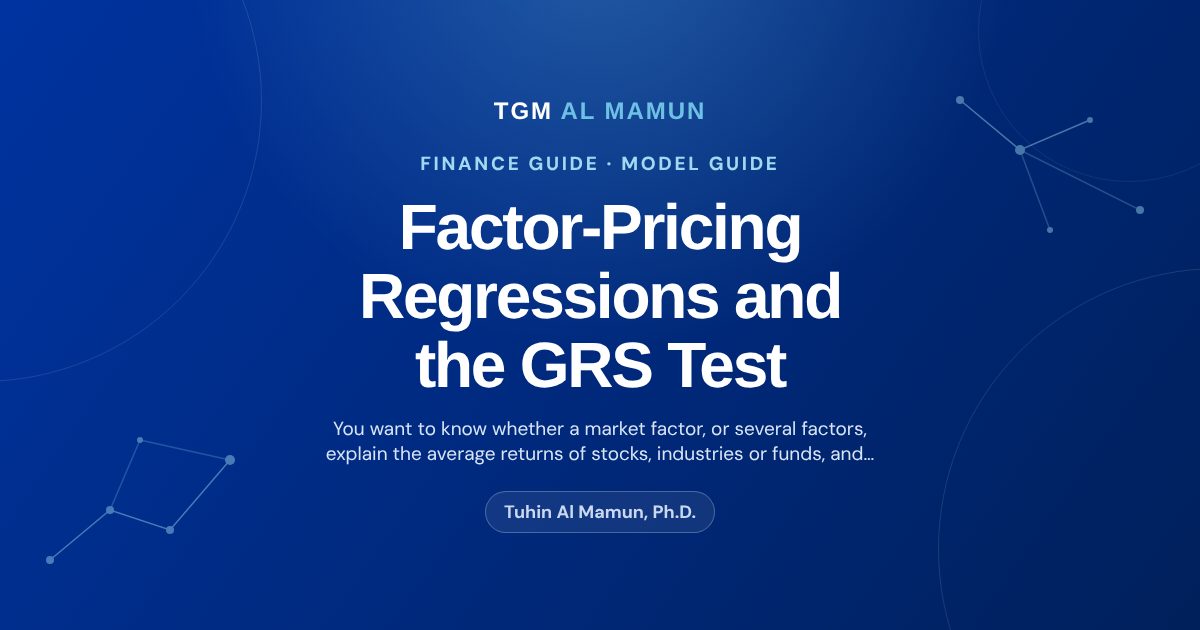 TGM AL MAMUN
FINANCE GUIDE · MODEL GUIDE
Factor-Pricing
Regressions and
the GRS Test
You want to know whether a market factor, or several factors,
explain the average returns of stocks, industries or funds, and...
Tuhin Al Mamun, Ph.D.